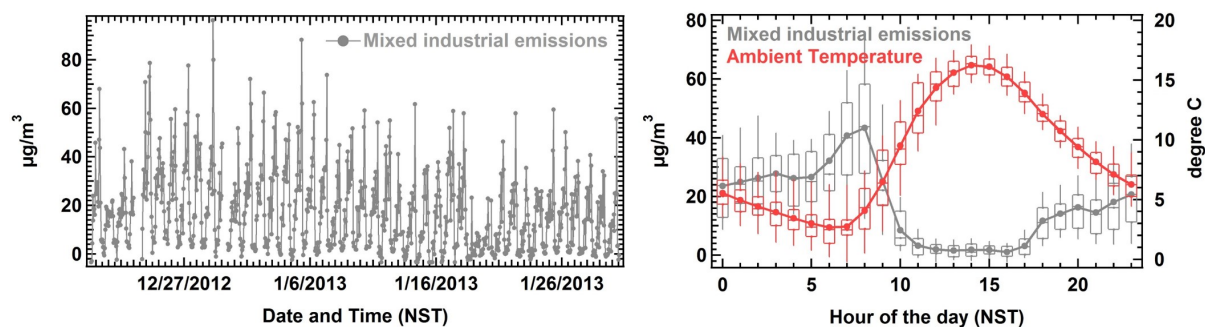 80
60
40
20
0
µg/m³
Mixed industrial emissions
12/27/2012 1/6/2013 1/16/2013 1/26/2013
Date and Time (NST)
80
60
40
20
0
µg/m³
Mixed industrial emissions
Ambient Temperature
20
15
10
5
0
degree C
0 10 20
Hour of the day (NST)